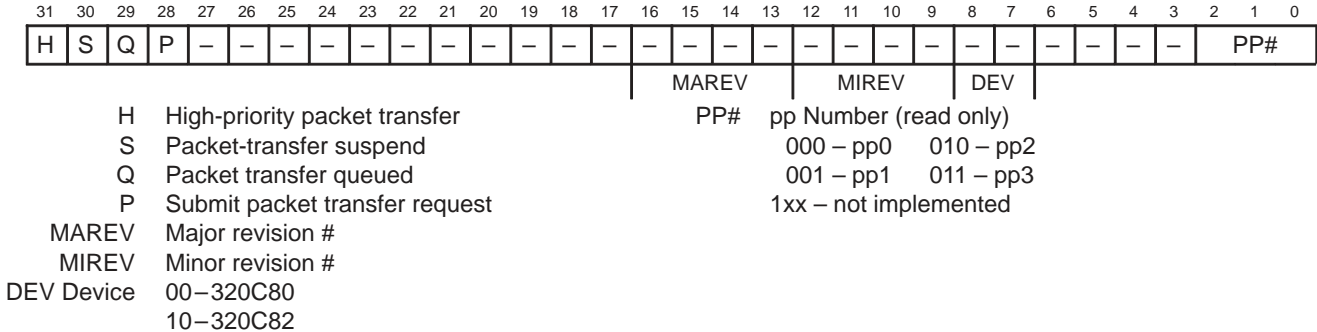 31 30 29 28 27 26 25 24 23 22 21 20 19 18 17 16 15 14 13 12 11 10 9 8 7 6 5 4 3 2 1 0
H S Q P – – – – – – – – – – – – – – – – – – – – – – – – – PP#
MAREV MIREV DEV
H High-priority packet transfer PP# pp Number (read only)
S Packet-transfer suspend 000 – pp0 010 – pp2
Q Packet transfer queued 001 – pp1 011 – pp3
P Submit packet transfer request 1xx – not implemented
MAREV Major revision #
MIREV Minor revision #
DEV Device 00–320C80
10–320C82